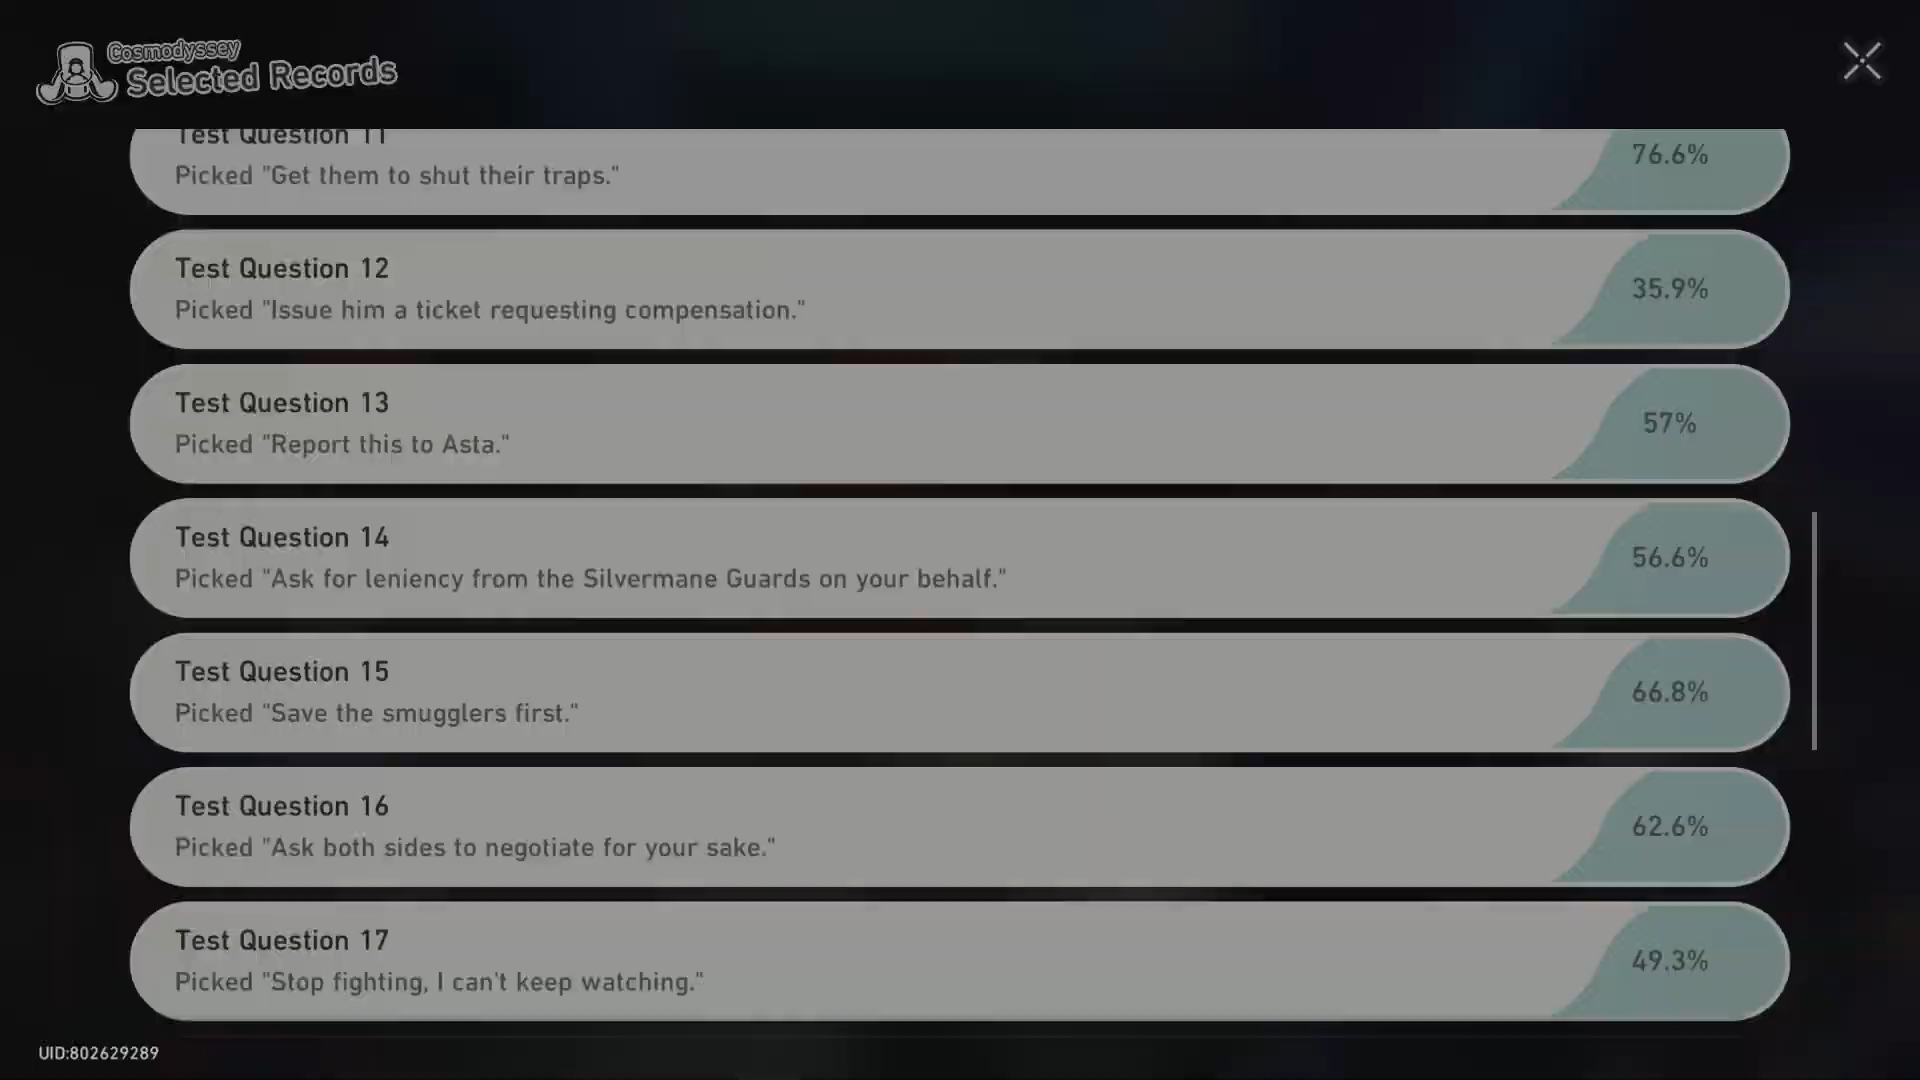 Cosmodyssey
Selected Records
Test Question 11
Picked "Get them to shut their traps."
76.6%
Test Question 12
Picked "Issue him a ticket requesting compensation."
35.9%
Test Question 13
Picked "Report this to Asta."
57%
Test Question 14
Picked "Ask for leniency from the Silvermane Guards on your behalf."
56.6%
Test Question 15
Picked "Save the smugglers first."
66.8%
Test Question 16
Picked "Ask both sides to negotiate for your sake."
62.6%
Test Question 17
Picked "Stop fighting, I can't keep watching."
49.3%
UID:802629289